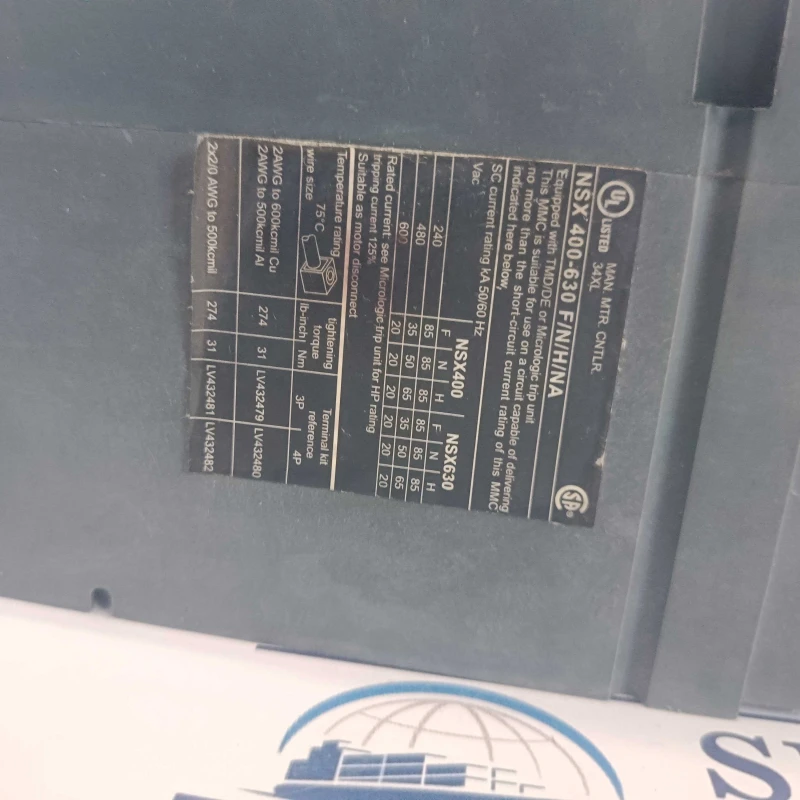 UL LISTED MAN. MTR. CNTLR.
34XL
NSX 400-630 F/N/H/NA
Equipped with TMD/DE or Micrologic trip unit
This MMC is suitable for use on a circuit capable of delivering
no more than the short-circuit current rating of this MMC
indicated here below,
SC current rating kA 50/60 Hz
Vac
NSX400 NSX630
F N H F N H
240 85 85 85 85 85 85
480 35 50 65 35 50 65
600 20 20 20 20 20 20
Rated current: see Micrologic trip unit for HP rating
tripping current 125%
Suitable as motor disconnect
Temperature rating 75°C tightening torque Terminal kit reference
wire size lb-inch Nm 3P 4P
2AWG to 600kcmil Cu
2AWG to 500kcmil Al 274 31 LV432479 LV432480
2x2/0 AWG to 500kcmil 274 31 LV432481 LV432482